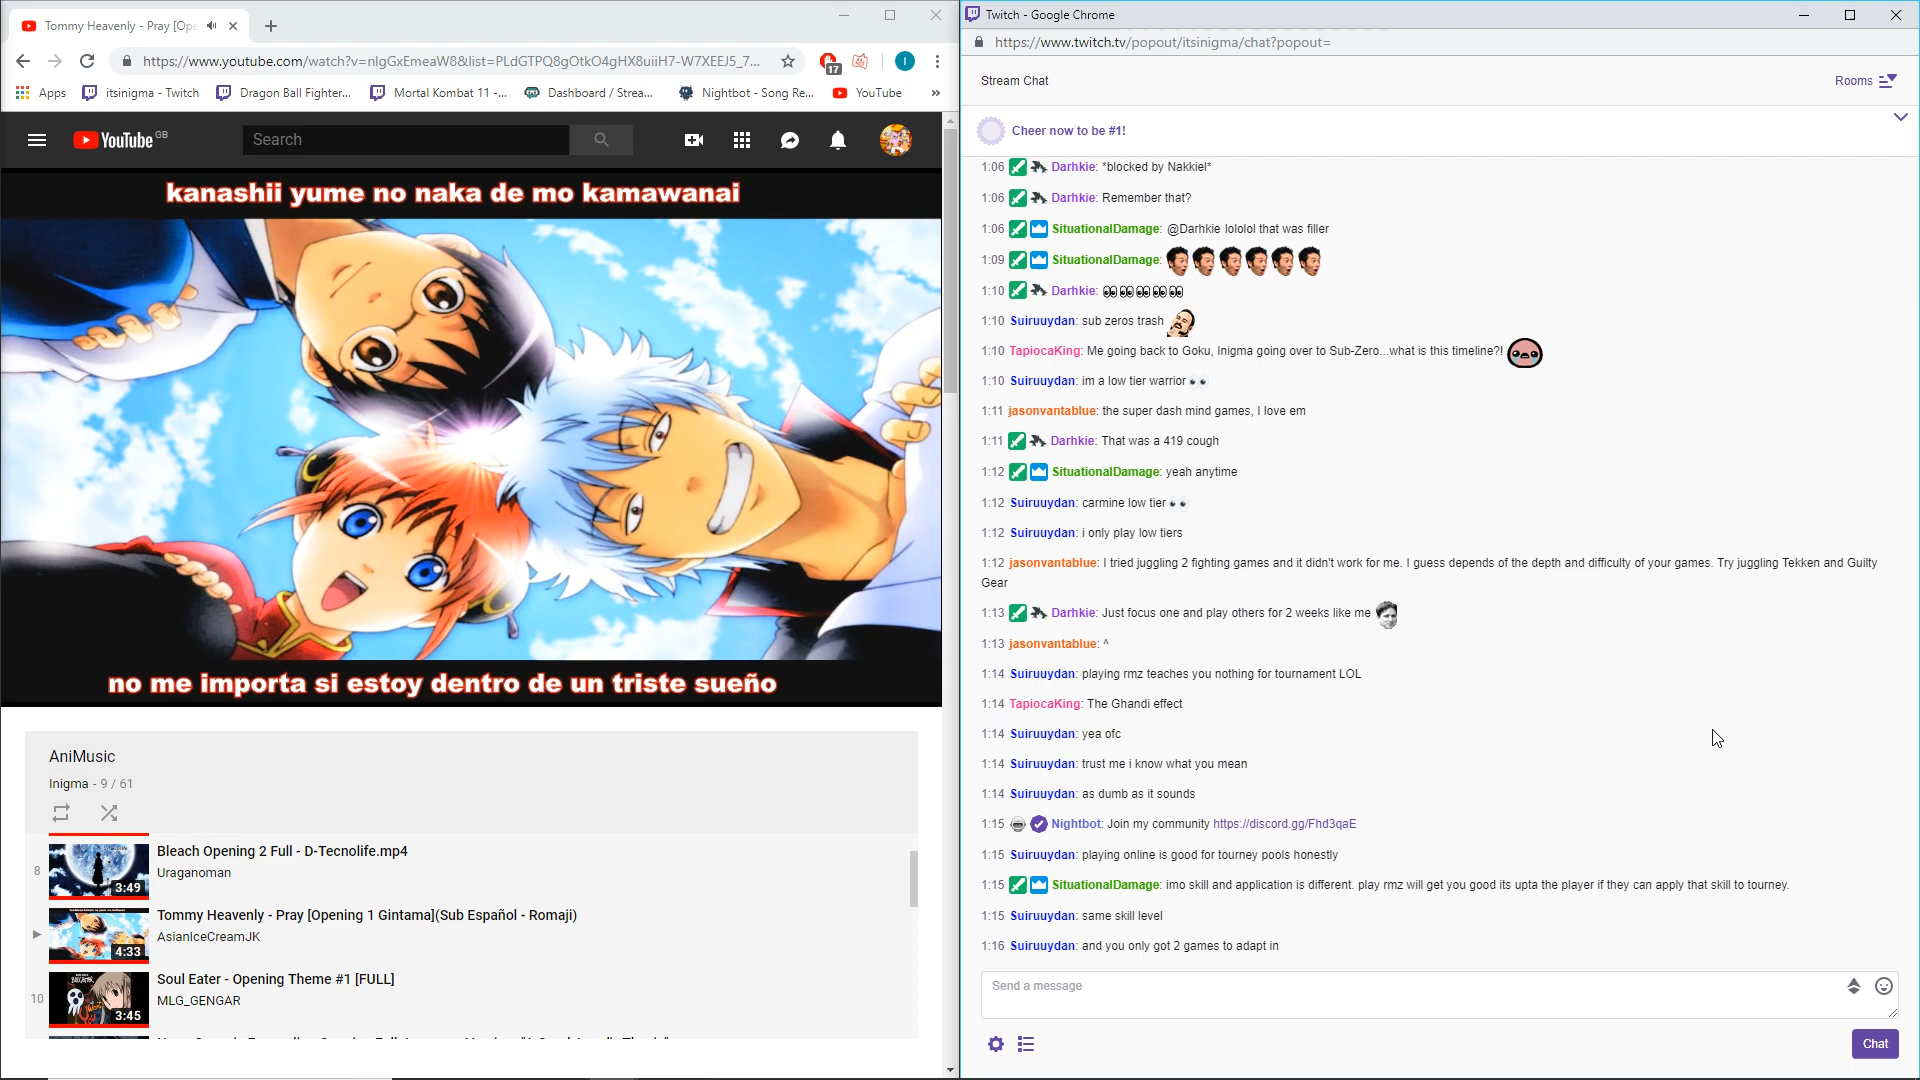 Tommy Heavenly - Pray [Ope
Twitch - Google Chrome
https://www.youtube.com/watch?v=nIgGxEmeaW8&list=PLdGTPQ8gOtkO4gHX8uiiH7-W7XEEJ5_7...
17
I
https://www.twitch.tv/popout/itsinigma/chat?popout=
Apps
itsinigma - Twitch
Dragon Ball Fighter...
Mortal Kombat 11 -...
Dashboard / Strea...
Nightbot - Song Re...
YouTube
»
YouTube GB
Search
kanashii yume no naka de mo kamawanai
no me importa si estoy dentro de un triste sueño
AniMusic
Inigma - 9 / 61
8
3:49
Bleach Opening 2 Full - D-Tecnolife.mp4
Uraganoman
4:33
Tommy Heavenly - Pray [Opening 1 Gintama](Sub Español - Romaji)
AsianIceCreamJK
10
3:45
Soul Eater - Opening Theme #1 [FULL]
MLG_GENGAR
Stream Chat
Rooms
Cheer now to be #1!
1:06 Darhkie: *blocked by Nakkiel*
1:06 Darhkie: Remember that?
1:06 SituationalDamage: @Darhkie lololol that was filler
1:09 SituationalDamage:
1:10 Darhkie:
1:10 Suiruuydan: sub zeros trash
1:10 TapiocaKing: Me going back to Goku, Inigma going over to Sub-Zero...what is this timeline?!
1:10 Suiruuydan: im a low tier warrior
1:11 jasonvantablue: the super dash mind games, I love em
1:11 Darhkie: That was a 419 cough
1:12 SituationalDamage: yeah anytime
1:12 Suiruuydan: carmine low tier
1:12 Suiruuydan: i only play low tiers
1:12 jasonvantablue: I tried juggling 2 fighting games and it didn't work for me. I guess depends of the depth and difficulty of your games. Try juggling Tekken and Guilty
Gear
1:13 Darhkie: Just focus one and play others for 2 weeks like me
1:13 jasonvantablue: ^
1:14 Suiruuydan: playing rmz teaches you nothing for tournament LOL
1:14 TapiocaKing: The Ghandi effect
1:14 Suiruuydan: yea ofc
1:14 Suiruuydan: trust me i know what you mean
1:14 Suiruuydan: as dumb as it sounds
1:15 Nightbot: Join my community https://discord.gg/Fhd3qaE
1:15 Suiruuydan: playing online is good for tourney pools honestly
1:15 SituationalDamage: imo skill and application is different. play rmz will get you good its upta the player if they can apply that skill to tourney.
1:15 Suiruuydan: same skill level
1:16 Suiruuydan: and you only got 2 games to adapt in
Send a message
Chat